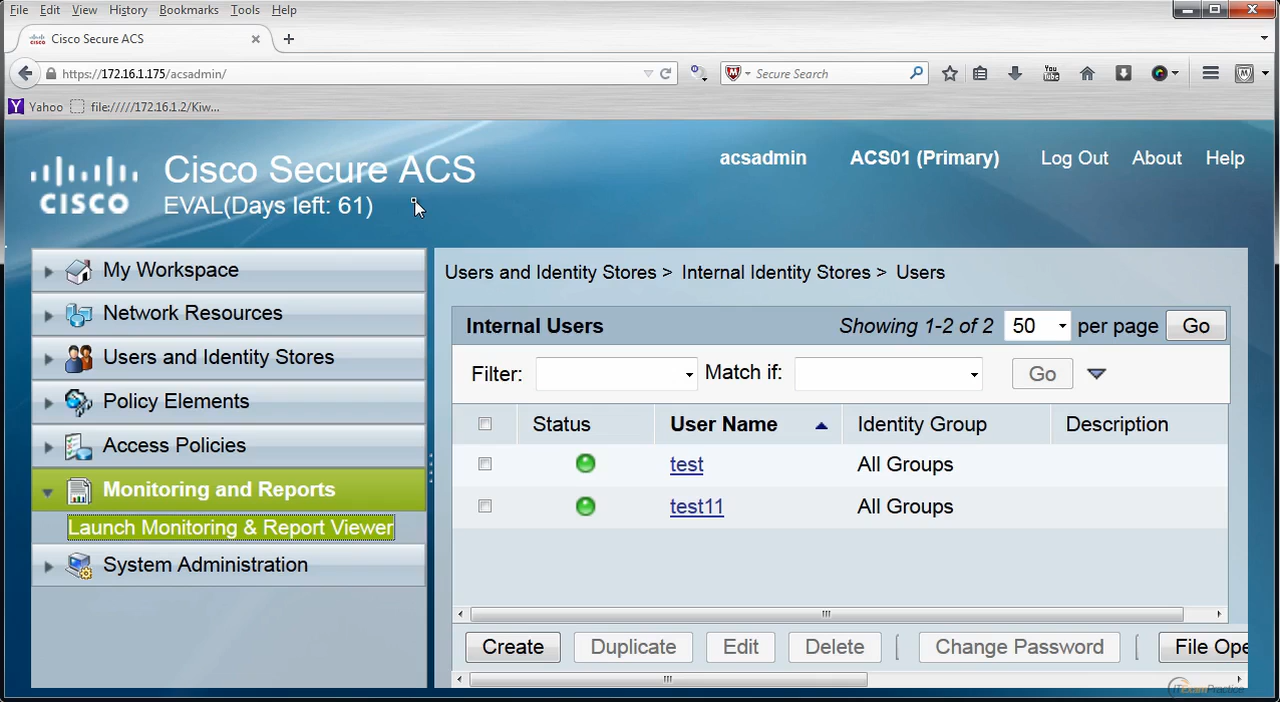 File Edit View History Bookmarks Tools Help
Cisco Secure ACS
https://172.16.1.175/acsadmin/
Secure Search
You Tube
Yahoo file://///172.16.1.2/Kiw...
CISCO
Cisco Secure ACS
EVAL(Days left: 61)
acsadmin ACS01 (Primary) Log Out About Help
My Workspace
Network Resources
Users and Identity Stores
Policy Elements
Access Policies
Monitoring and Reports
Launch Monitoring & Report Viewer
System Administration
Users and Identity Stores > Internal Identity Stores > Users
Internal Users Showing 1-2 of 2 50 per page Go
Filter: Match if: Go
Status User Name Identity Group Description
test All Groups
test11 All Groups
Create Duplicate Edit Delete Change Password File Ope
ITExamPractice